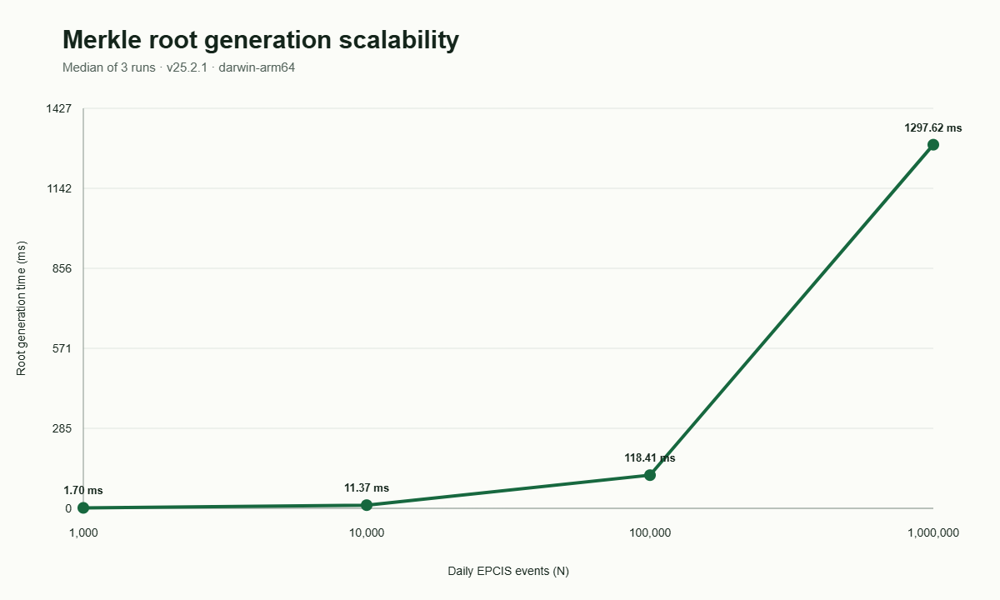 Merkle root generation scalability
Median of 3 runs · v25.2.1 · darwin-arm64
1427
1297.62 ms
1142
856
Root generation time (ms)
571
285
118.41 ms
1.70 ms
11.37 ms
0
1,000
10,000
100,000
1,000,000
Daily EPCIS events (N)